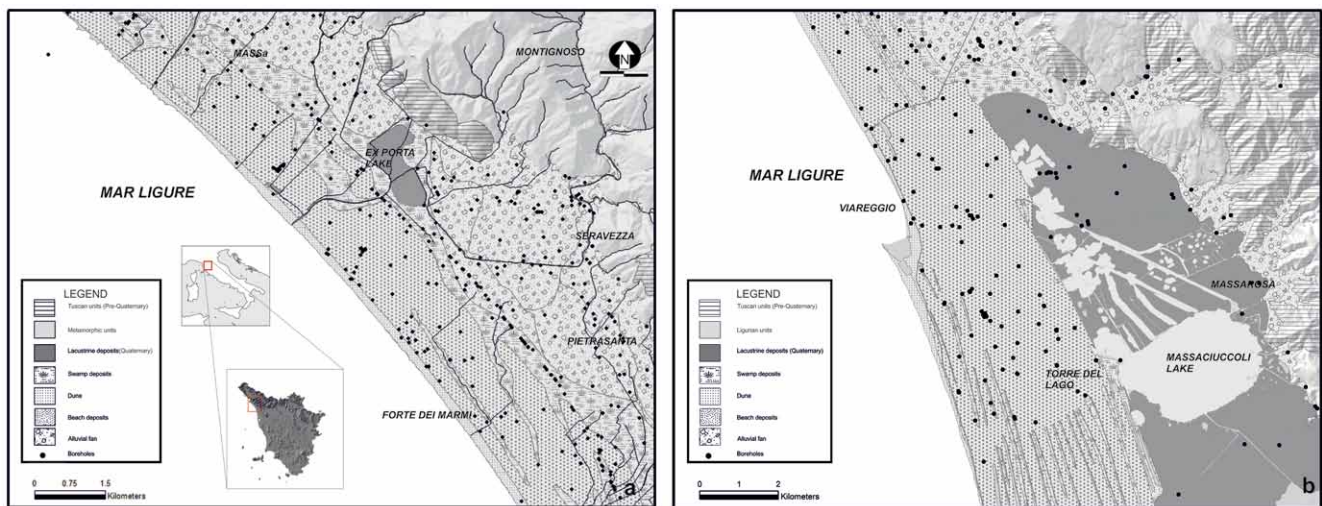 MASSa
MONTIGNOSO
N
EX PORTA
LAKE
MAR LIGURE
SERAVEZZA
LEGEND
Tuscan units (Pre-Quaternary)
Metamorphic units
Lacustrine deposits(Quaternary)
Swamp deposits
Dune
Beach deposits
Alluvial fan
Boreholes
PIETRASANTA
FORTE DEI MARMI
0 0.75 1.5
Kilometers
a
MAR LIGURE
VIAREGGIO
MASSAROSA
LEGEND
Tuscan units (Pre-Quaternary)
Ligurian units
Lacustrine deposits (Quaternary)
Swamp deposits
Dune
Beach deposits
Alluvial fan
Boreholes
MASSACIUCCOLI
LAKE
TORRE DEL
LAGO
0 1 2
Kilometers
b